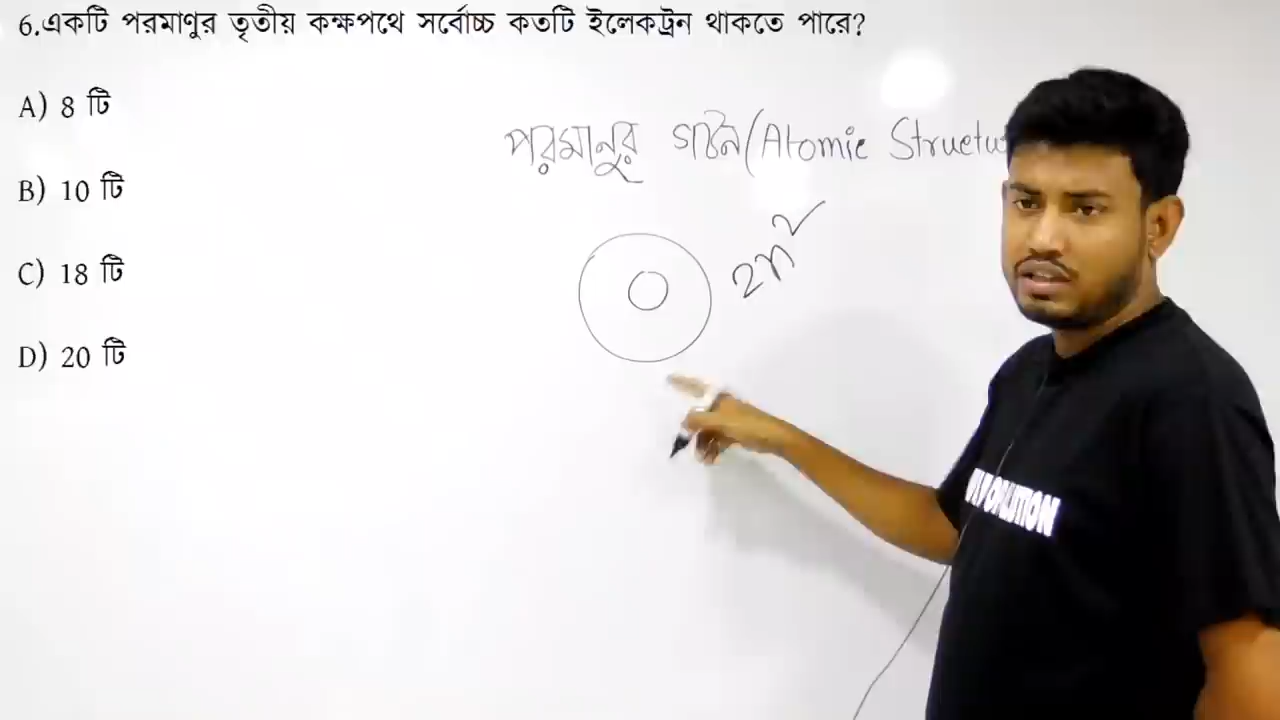 6.একটি পরমাণুর তৃতীয় কক্ষপথে সর্বোচ্চ কতটি ইলেকট্রন থাকতে পারে?
A) 8 টি
B) 10 টি
C) 18 টি
D) 20 টি
পরমানুর গঠন (Atomic Structu
2n²